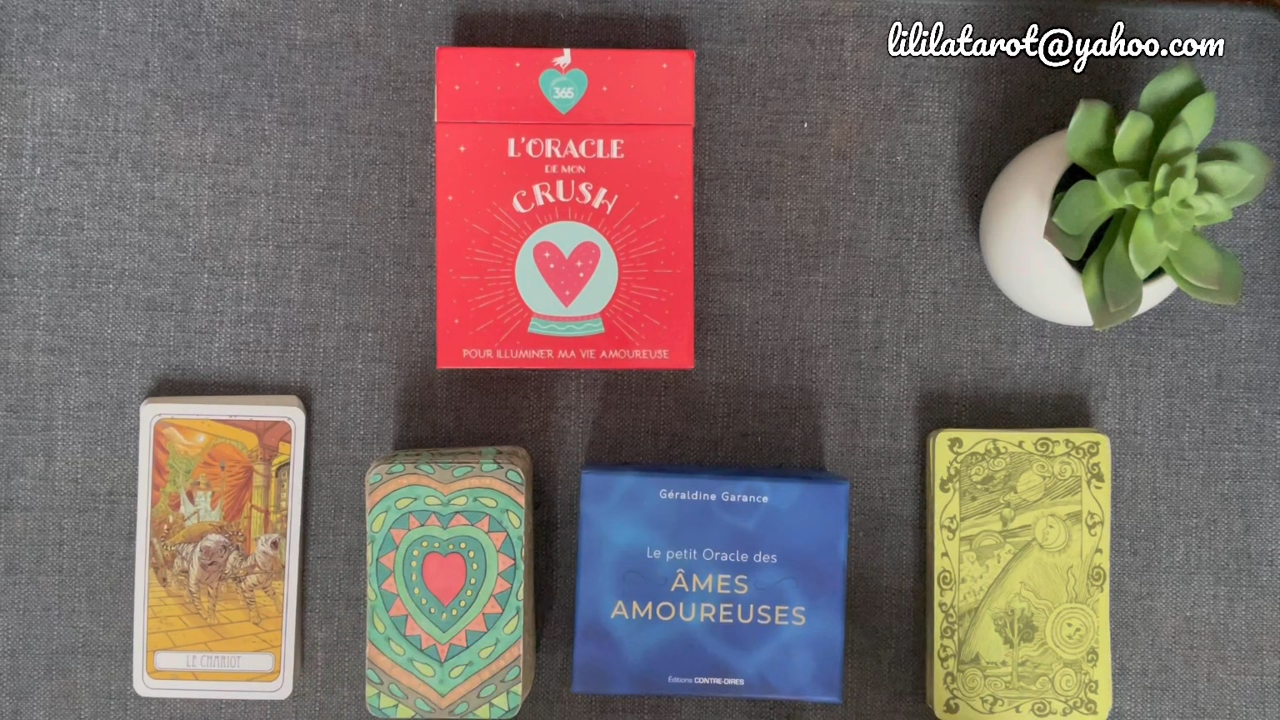 lililatarot@yahoo.com
365
L'ORACLE
DE MON
CRUSH
POUR ILLUMINER MA VIE AMOUREUSE
LE CHARIOT
Géraldine Garance
Le petit Oracle des
ÂMES
AMOUREUSES
Éditions CONTRE-DIRES